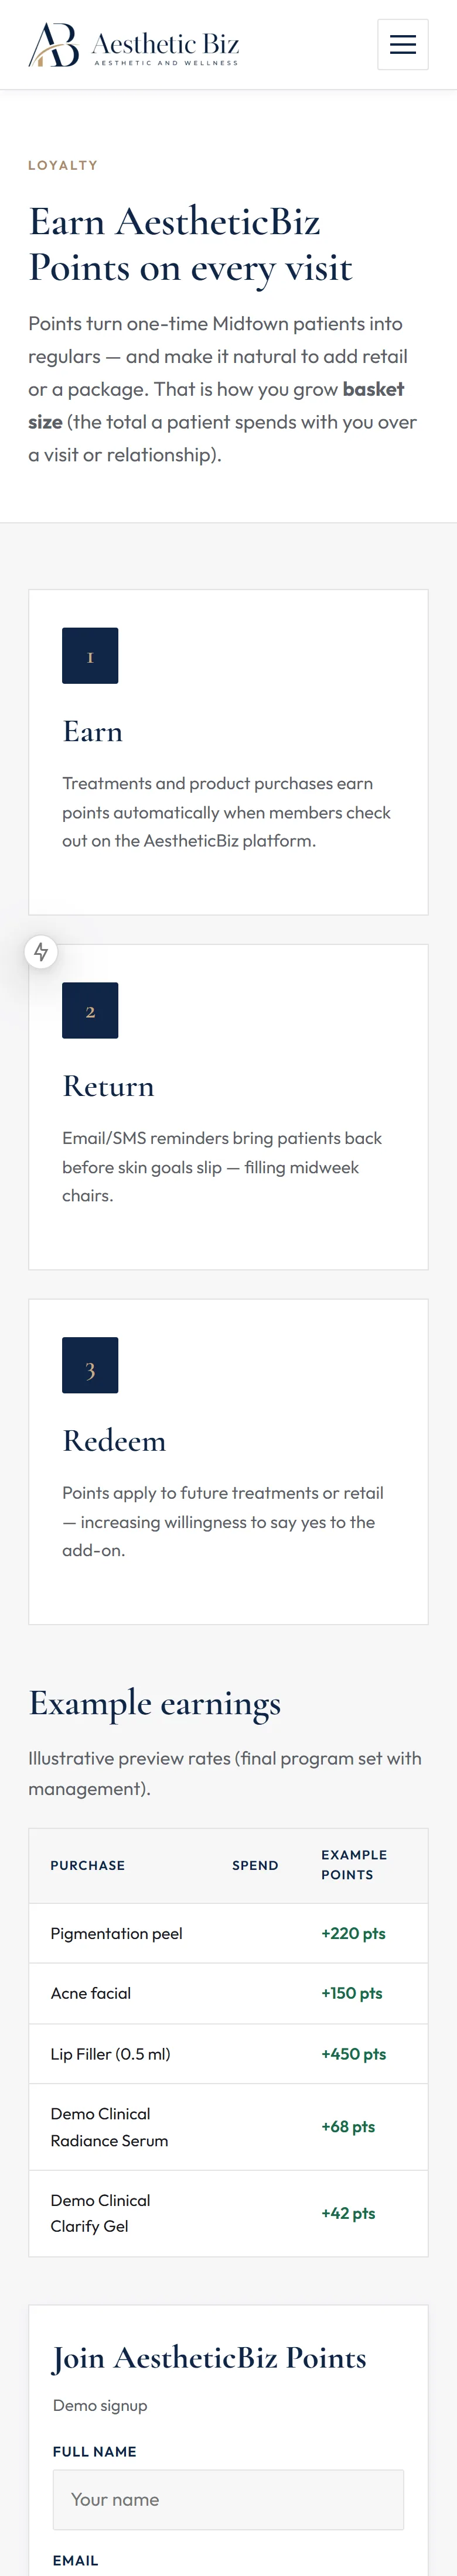 AB Aesthetic Biz
AESTHETIC AND WELLNESS
LOYALTY
Earn AestheticBiz
Points on every visit
Points turn one-time Midtown patients into
regulars — and make it natural to add retail
or a package. That is how you grow basket
size (the total a patient spends with you over
a visit or relationship).
1
Earn
Treatments and product purchases earn
points automatically when members check
out on the AestheticBiz platform.
2
Return
Email/SMS reminders bring patients back
before skin goals slip — filling midweek
chairs.
3
Redeem
Points apply to future treatments or retail
— increasing willingness to say yes to the
add-on.
Example earnings
Illustrative preview rates (final program set with
management).
PURCHASE SPEND EXAMPLE
POINTS
Pigmentation peel +220 pts
Acne facial +150 pts
Lip Filler (0.5 ml) +450 pts
Demo Clinical
Radiance Serum +68 pts
Demo Clinical
Clarify Gel +42 pts
Join AestheticBiz Points
Demo signup
FULL NAME
Your name
EMAIL